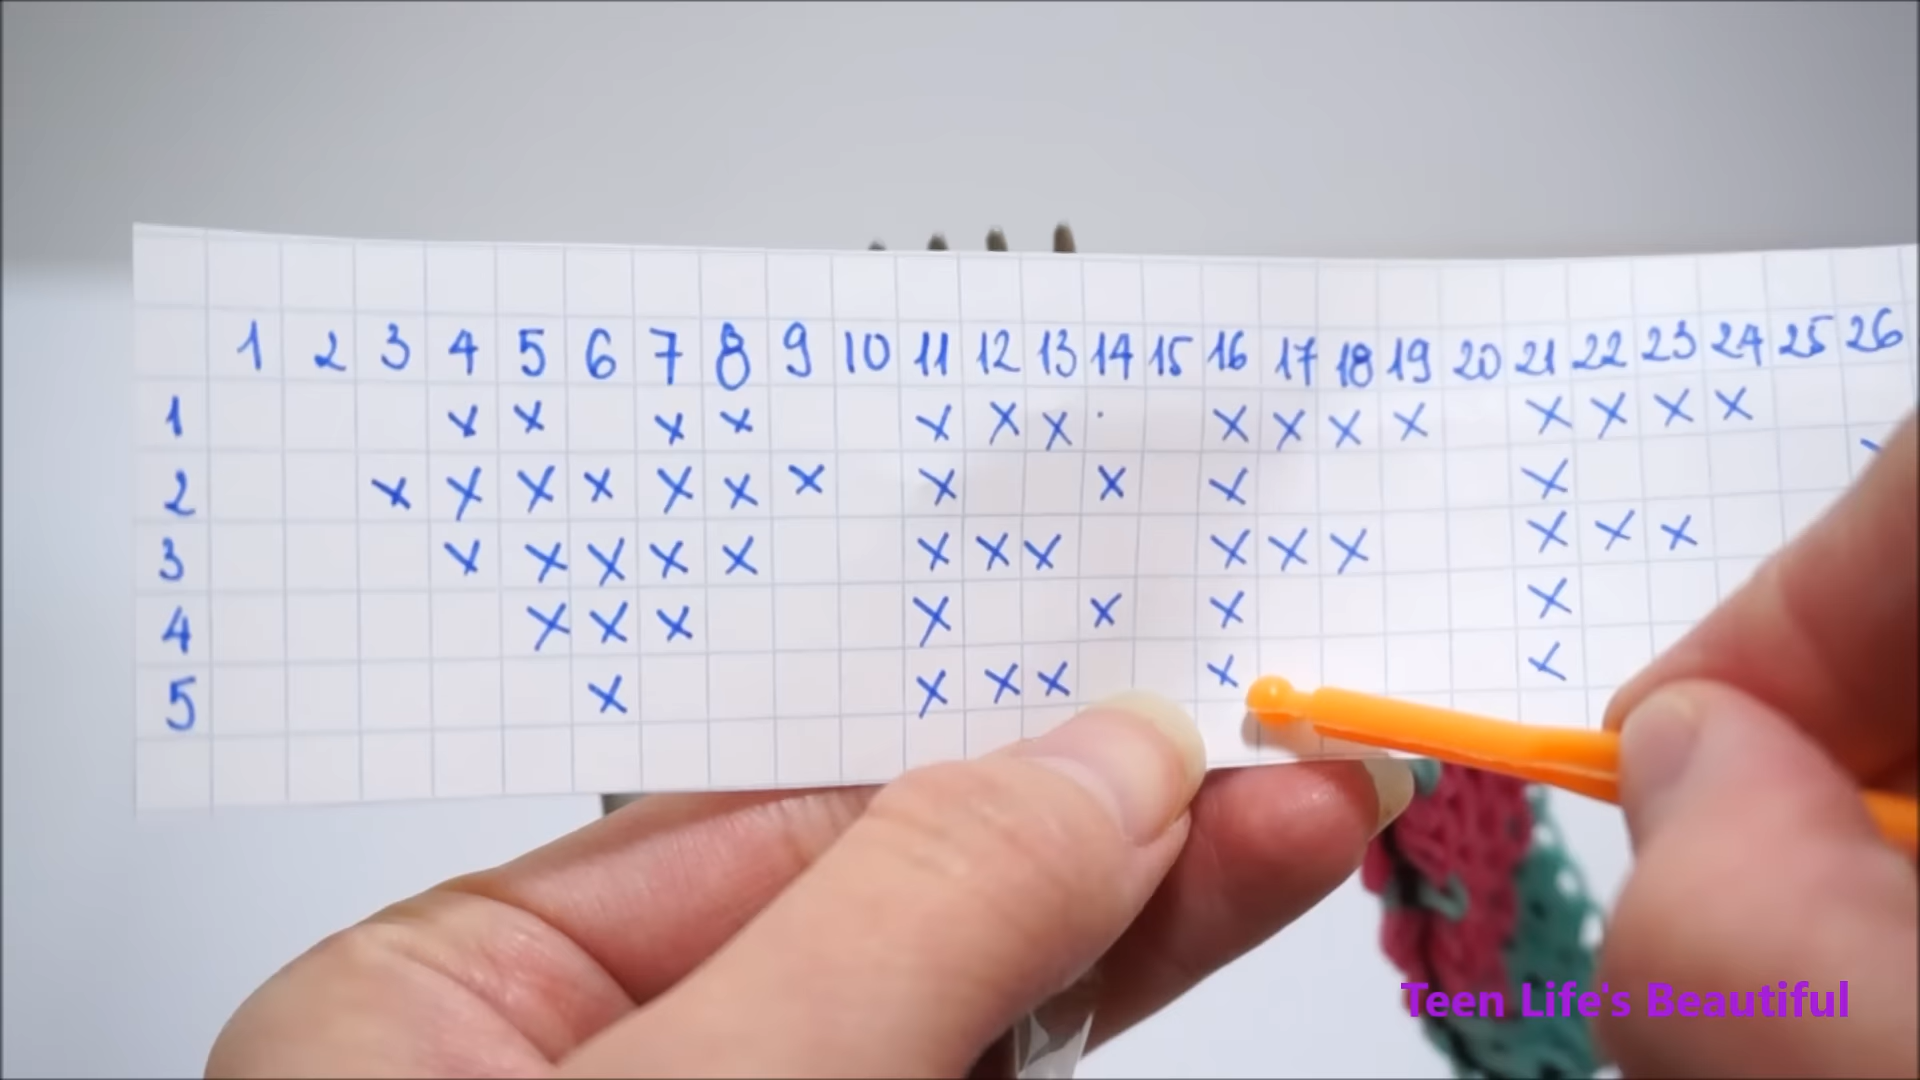 1 2 3 4 5 6 7 8 9 10 11 12 13 14 15 16 17 18 19 20 21 22 23 24 25 26
1 x x x x x x x x x x x x x x x
2 x x x x x x x x x x x
3 x x x x x x x x x x x x x x
4 x x x x x x x
5 x x x x x x
Teen Life's Beautiful